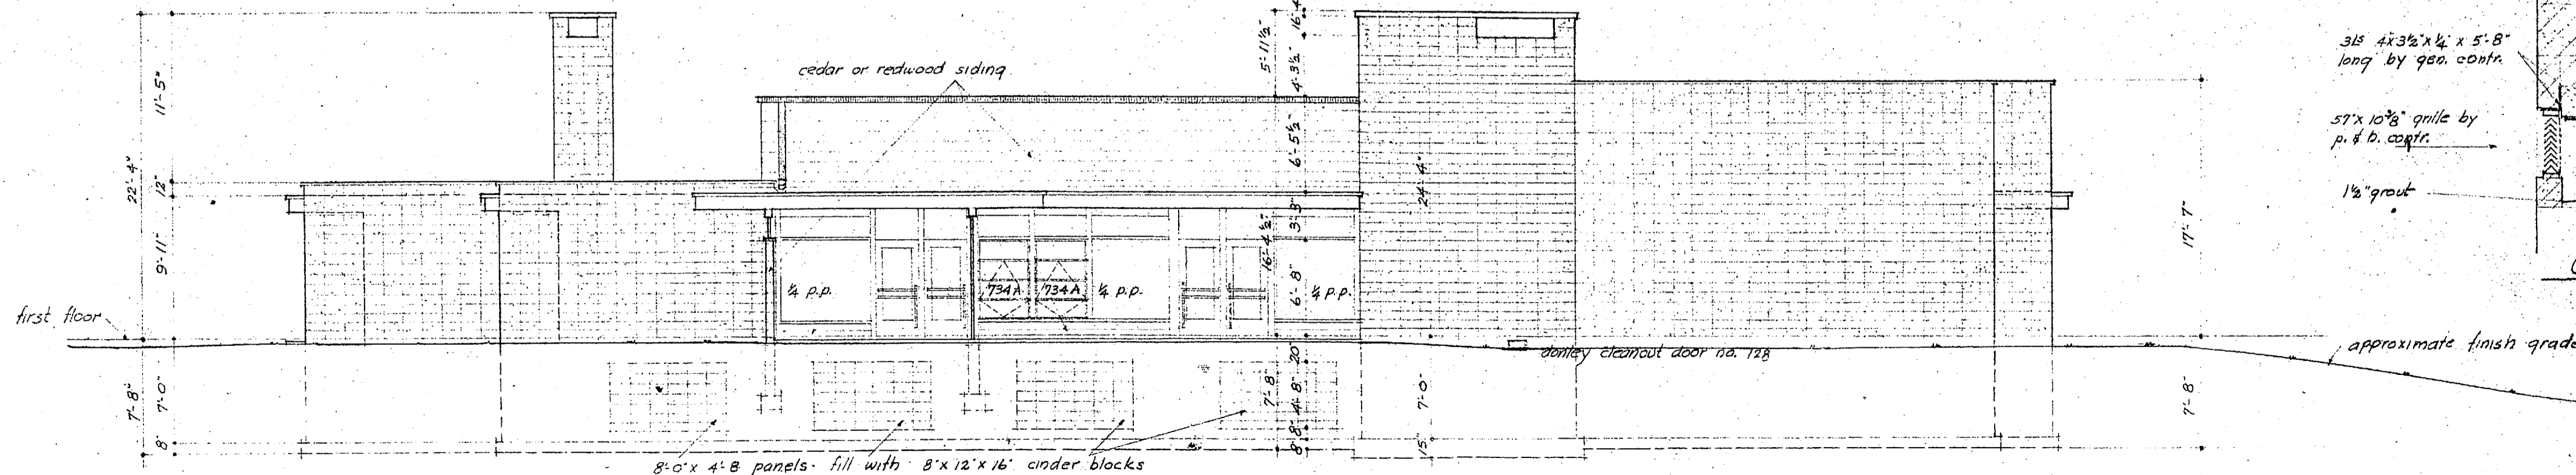 cedar or redwood siding
11'-5"
22'-4"
12"
9'-11"
first floor
7'-8"
7'-0"
8"
5'-11½"
16"
4'-3½"
6'-5½"
3'-3"
16'-4½"
6'-8"
20"
7'-8"
4'-8"
8"
24'-4"
7'-0"
15"
17'-7"
7'-8"
¼ p.p.
734A
734A
¼ p.p.
¼ p.p.
donley cleanout door no. 128
approximate finish grade
8'-0" x 4'-8 panels. fill with 8"x 12"x 16" cinder blocks
3Ls 4x3½"x¼" x 5'-8"
long by gen. contr.
57"x 10⅜" grille by
p. & b. contr.
1½" grout